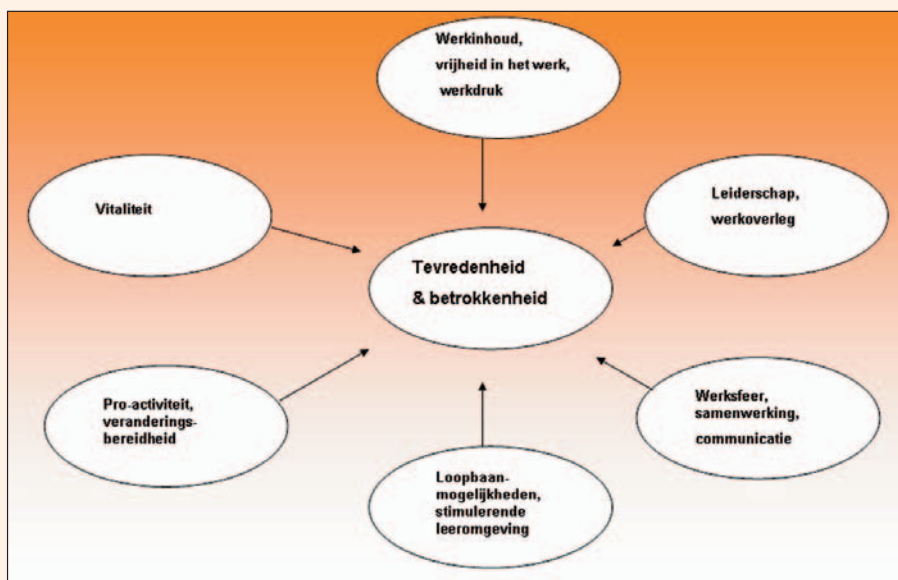 Werkinhoud,
vrijheid in het werk,
werkdruk
Vitaliteit
Leiderschap,
werkoverleg
Tevredenheid
& betrokkenheid
Pro-activiteit,
veranderings-
bereidheid
Werksfeer,
samenwerking,
communicatie
Loopbaan-
mogelijkheden,
stimulerende
leeromgeving